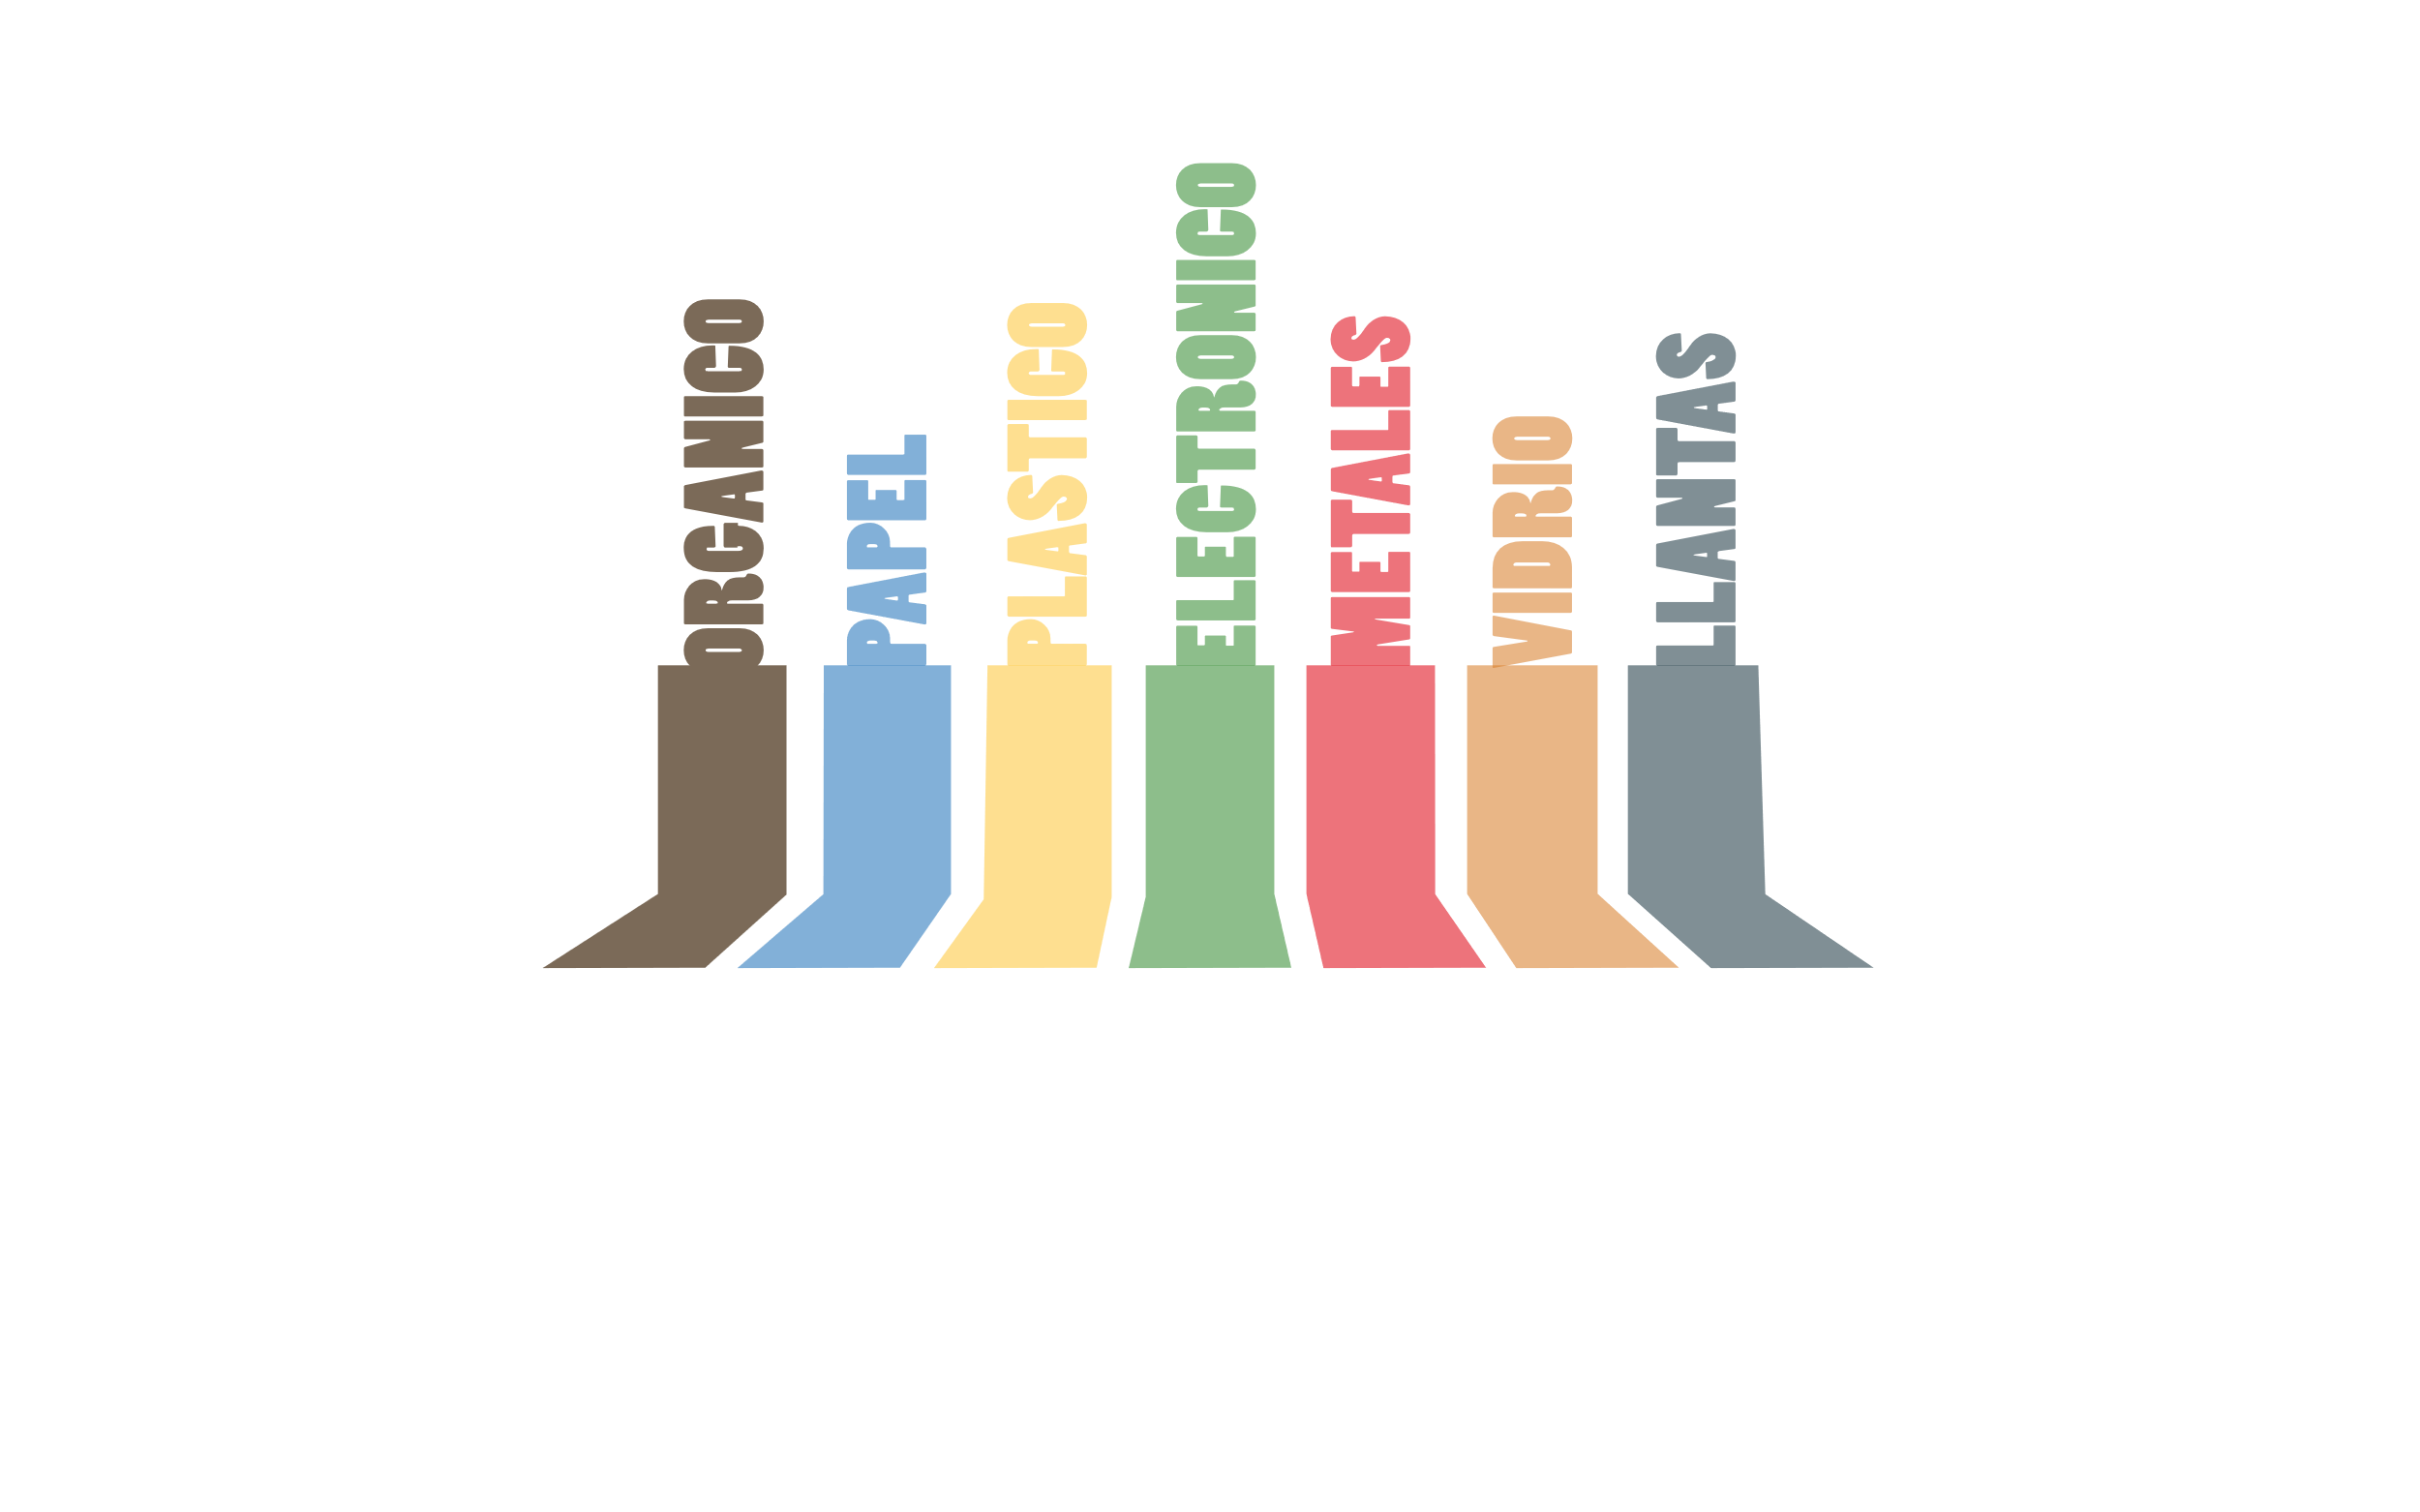 ORGANICO
PAPEL
PLASTICO
ELECTRONICO
METALES
VIDRIO
LLANTAS